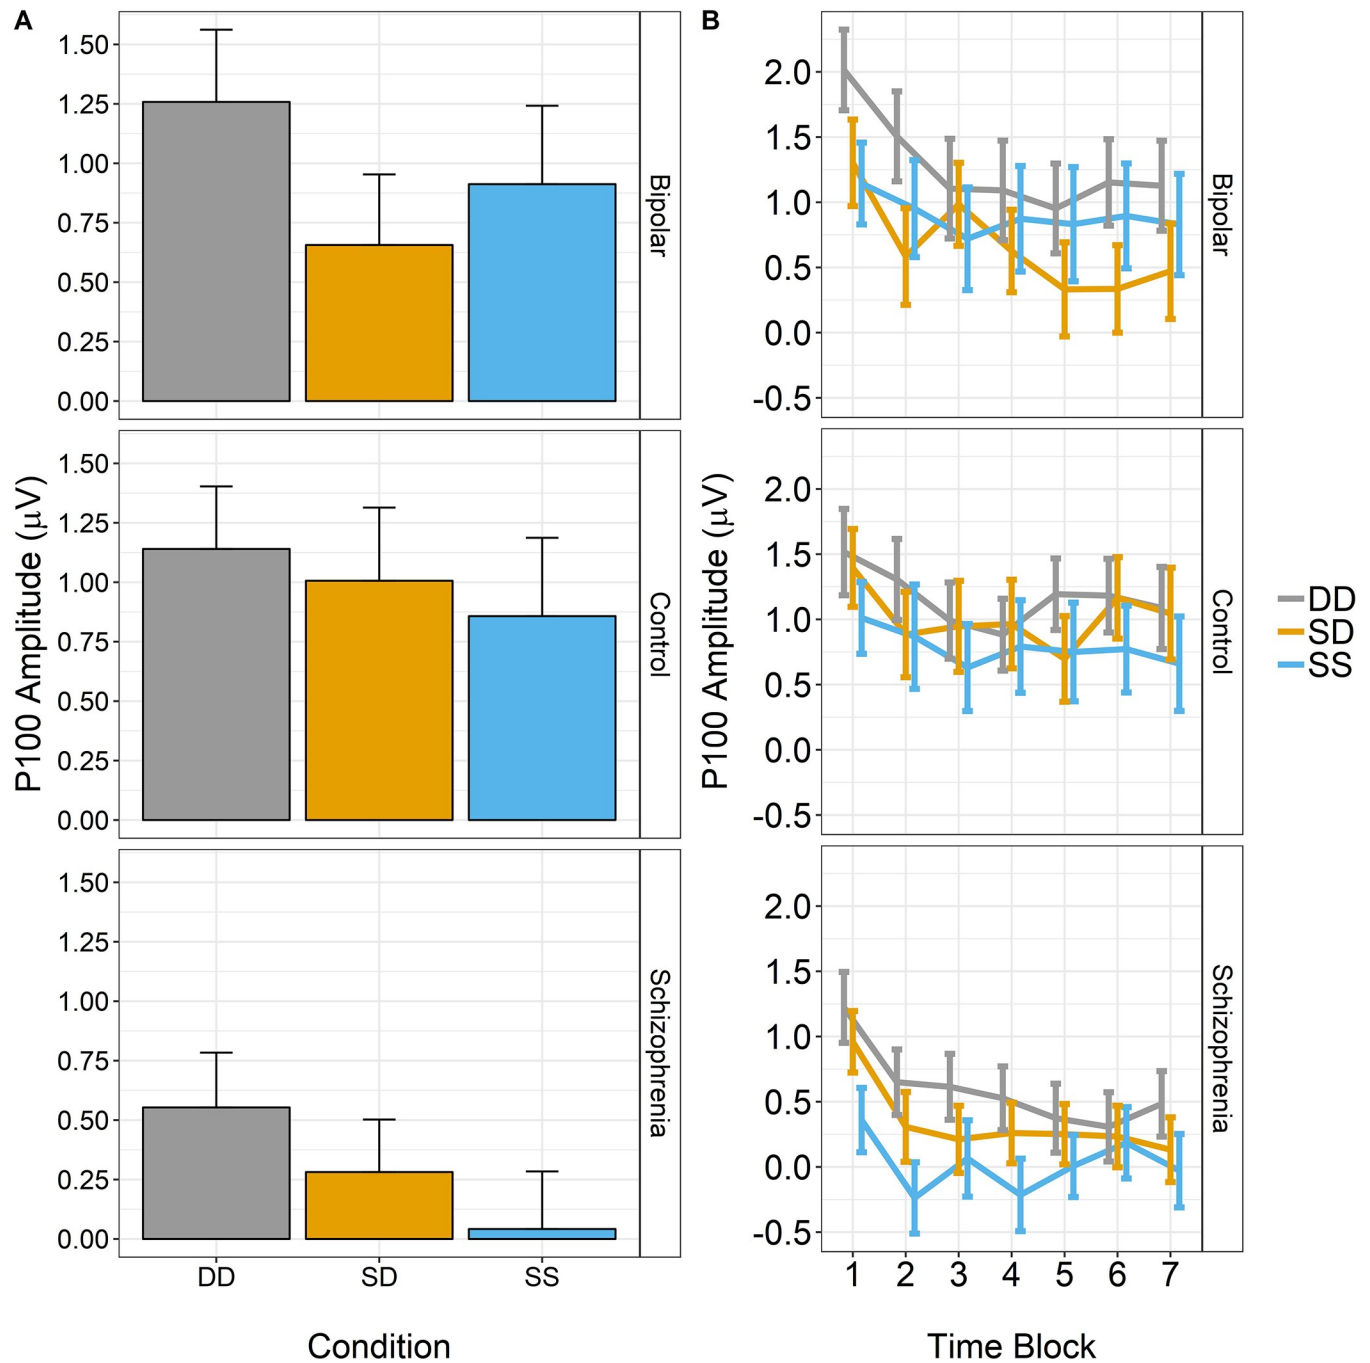 A
1.50
1.25
1.00
0.75
0.50
0.25
0.00
Bipolar
1.50
1.25
1.00
0.75
0.50
0.25
0.00
Control
1.50
1.25
1.00
0.75
0.50
0.25
0.00
Schizophrenia
P100 Amplitude (μV)
DD SD SS
Condition
B
2.0
1.5
1.0
0.5
0.0
-0.5
Bipolar
2.0
1.5
1.0
0.5
0.0
-0.5
Control
2.0
1.5
1.0
0.5
0.0
-0.5
Schizophrenia
P100 Amplitude (μV)
1 2 3 4 5 6 7
Time Block
DD
SD
SS